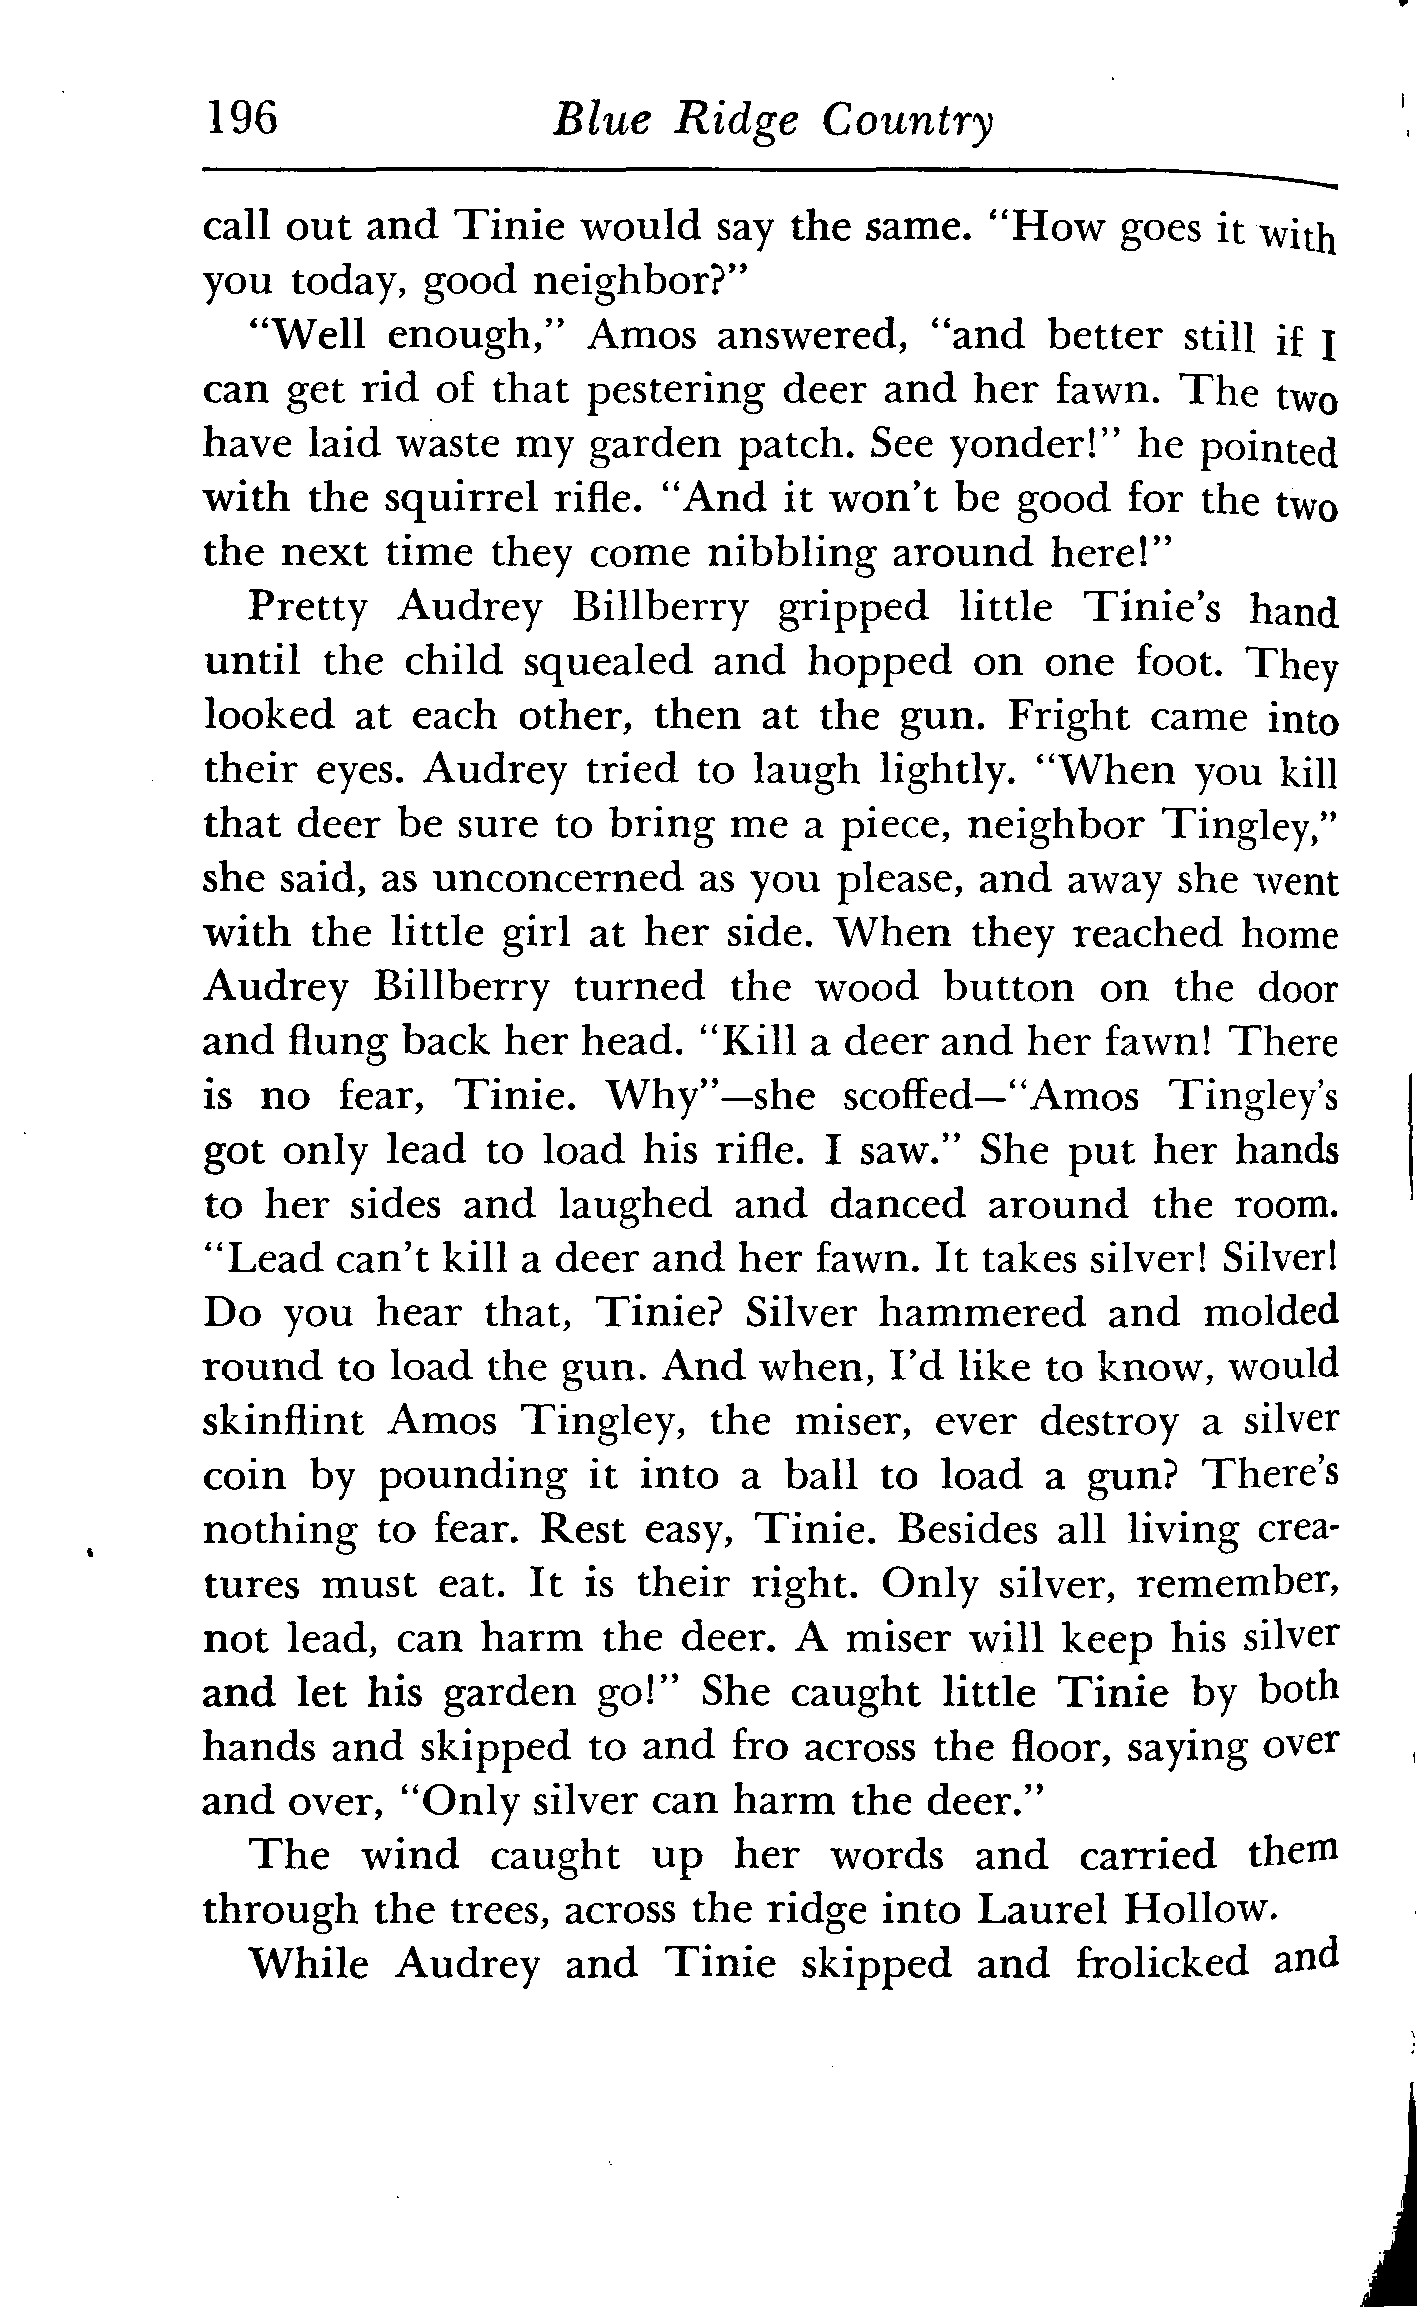 196 Blue Ridge Country
call out and Tinie would say the same. “How goes it with
you today, good neighbor?”
“Well enough,” Amos answered, “and better still if I
can get rid of that pestering deer and her fawn. The two
have laid waste my garden patch. See yonder!” he pointed
with the squirrel rifle. “And it won’t be good for the two
the next time they come nibbling around here!”
Pretty Audrey Billberry gripped little Tinie’s hand
until the child squealed and hopped on one foot. They
looked at each other, then at the gun. Fright came into
their eyes. Audrey tried to laugh lightly. “When you kill
that deer be sure to bring me a piece, neighbor Tingley,”
she said, as unconcerned as you please, and away she went
with the little girl at her side. When they reached home
Audrey Billberry turned the wood button on the door
and flung back her head. “Kill a deer and her fawn! There
is no fear, Tinie. Why”—she scoffed—“Amos Tingley’s
got only lead to load his rifle. I saw.” She put her hands
to her sides and laughed and danced around the room.
“Lead can’t kill a deer and her fawn. It takes silver! Silver!
Do you hear that, Tinie? Silver hammered and molded
round to load the gun. And when, I’d like to know, would
skinflint Amos Tingley, the miser, ever destroy a silver
coin by pounding it into a ball to load a gun? There’s
nothing to fear. Rest easy, Tinie. Besides all living crea-
tures must eat. It is their right. Only silver, remember,
not lead, can harm the deer. A miser will keep his silver
and let his garden go!” She caught little Tinie by both
hands and skipped to and fro across the floor, saying over
and over, “Only silver can harm the deer.”
The wind caught up her words and carried them
through the trees, across the ridge into Laurel Hollow.
While Audrey and Tinie skipped and frolicked and